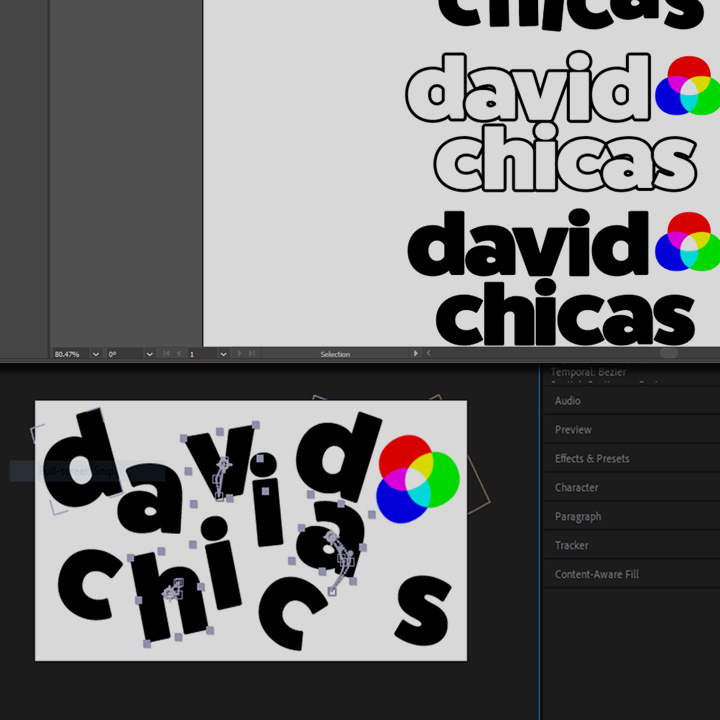 chicas
david
chicas
david
chicas
80.47%
0°
1
Selection
Temporal: Bezier
Audio
Preview
Effects & Presets
Character
Paragraph
Tracker
Content-Aware Fill
david
chicas